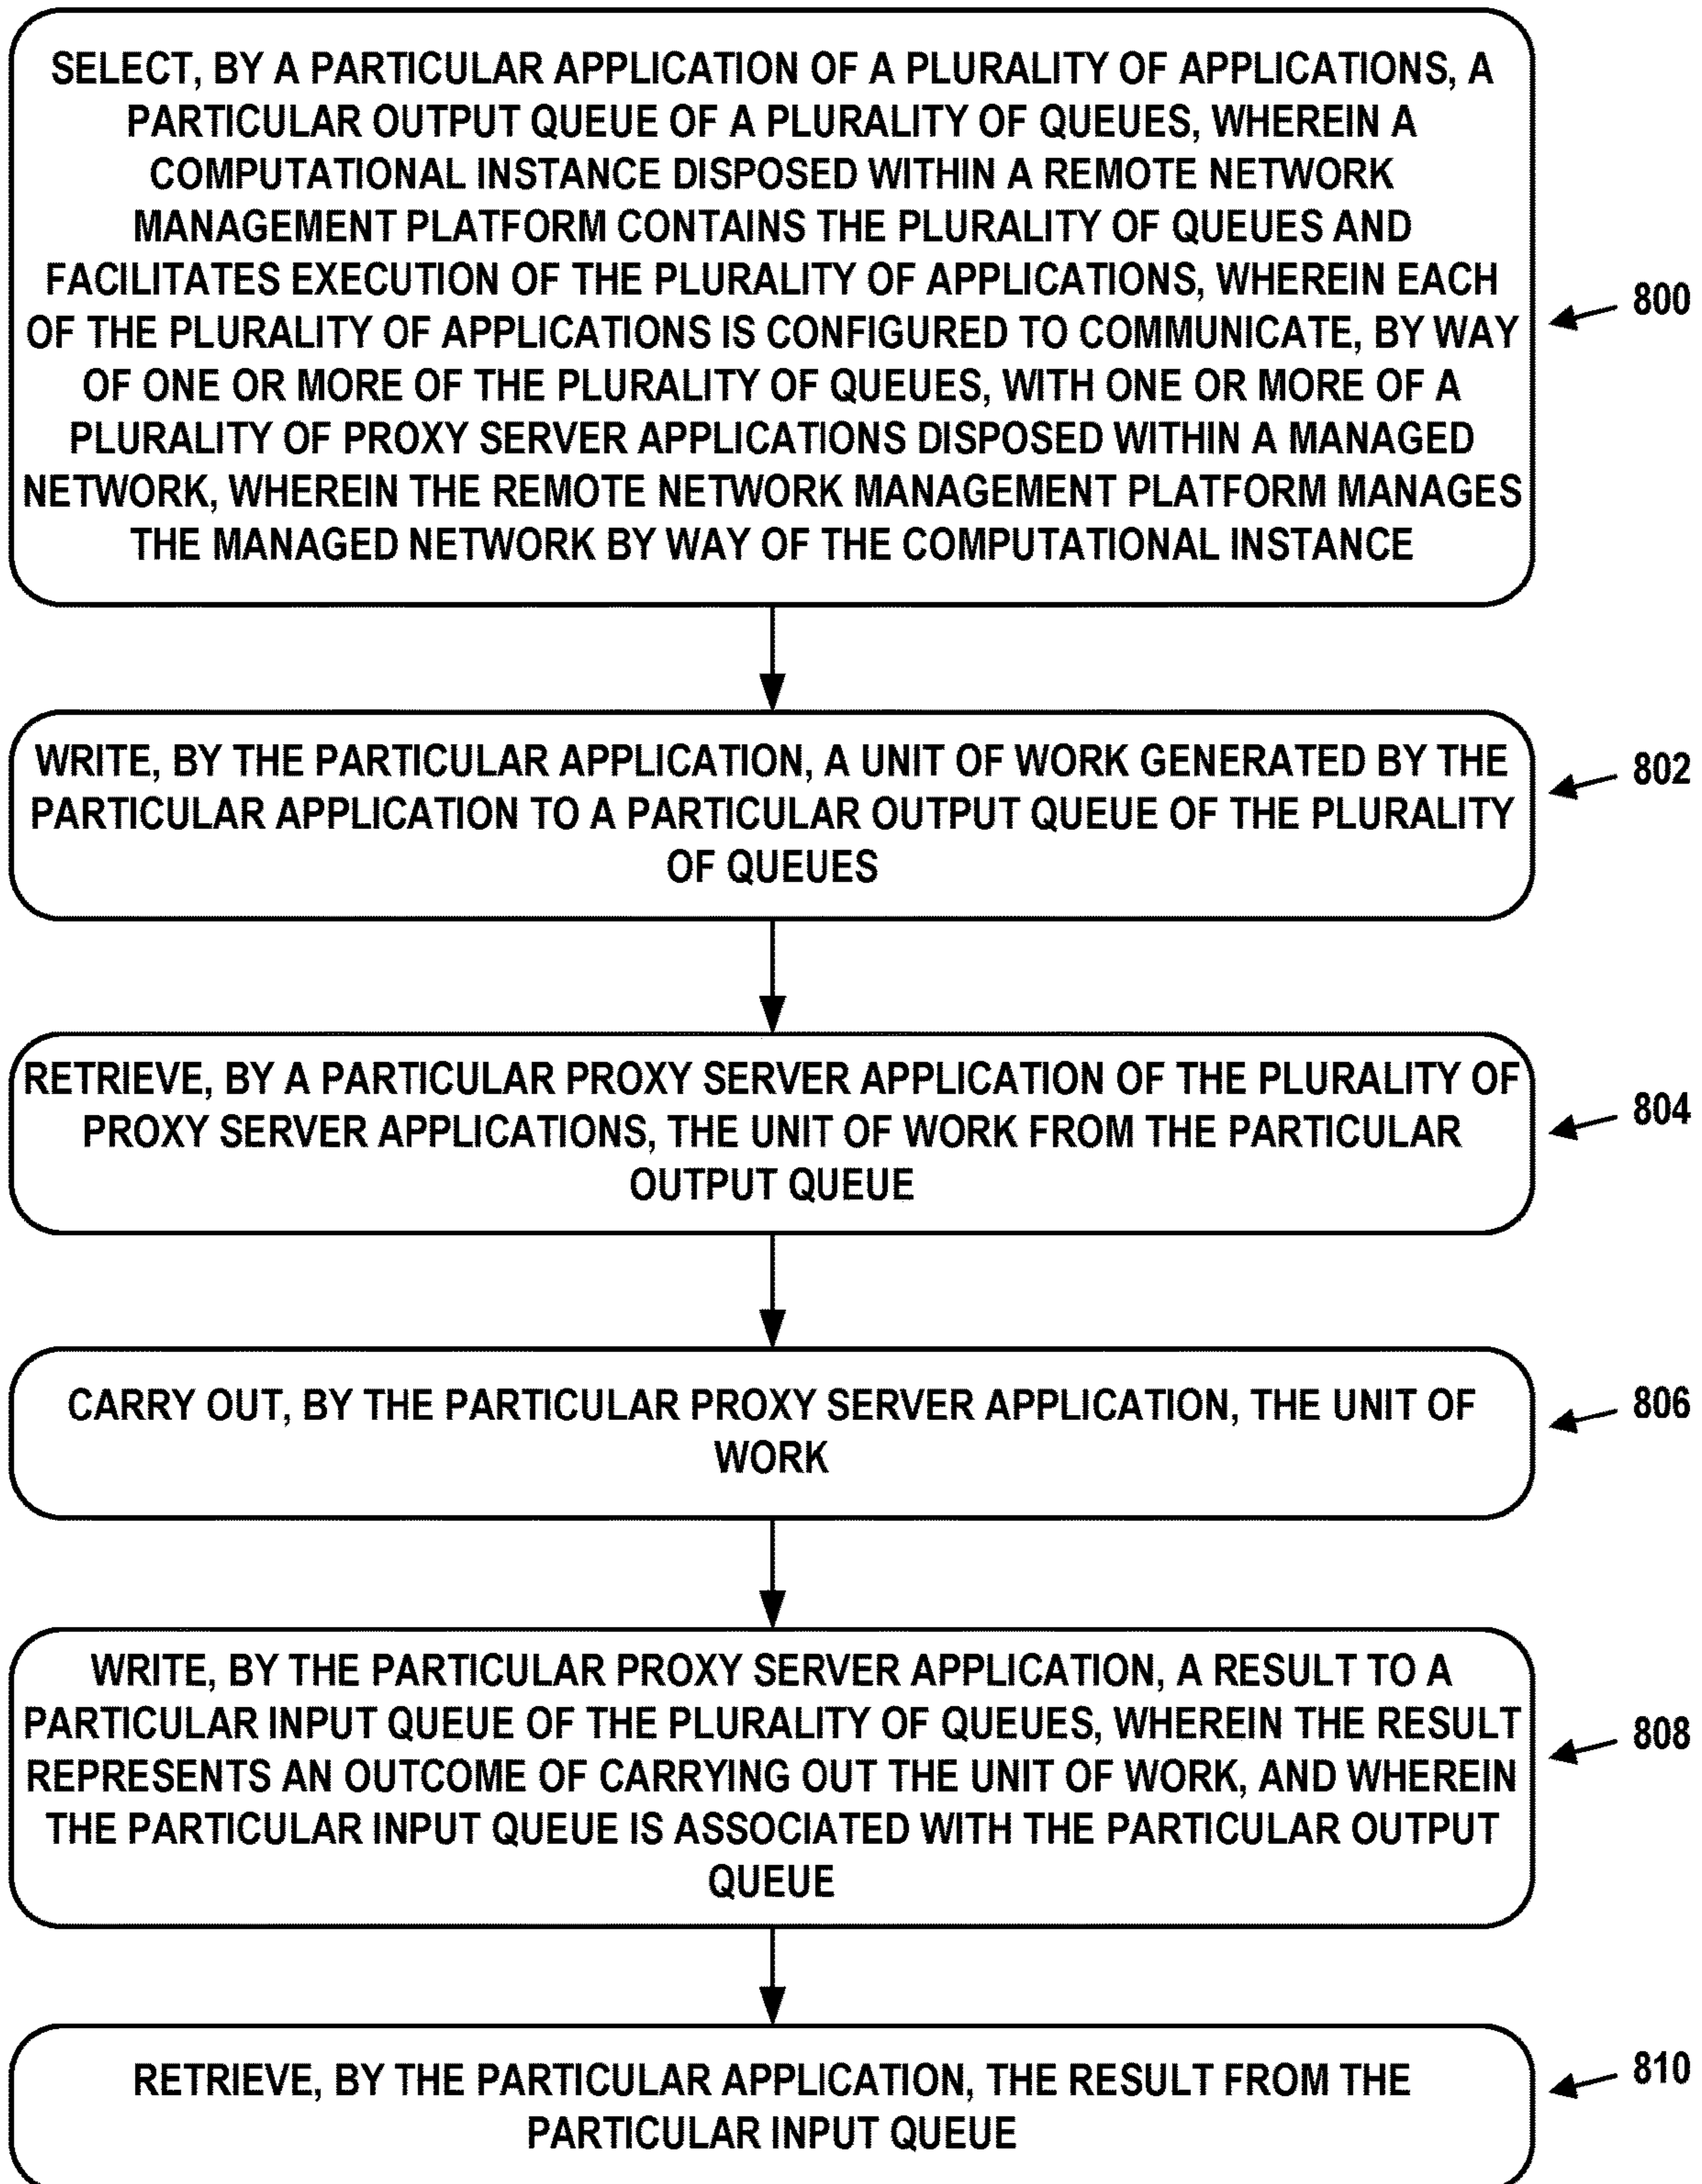 SELECT, BY A PARTICULAR APPLICATION OF A PLURALITY OF APPLICATIONS, A
PARTICULAR OUTPUT QUEUE OF A PLURALITY OF QUEUES, WHEREIN A
COMPUTATIONAL INSTANCE DISPOSED WITHIN A REMOTE NETWORK
MANAGEMENT PLATFORM CONTAINS THE PLURALITY OF QUEUES AND
FACILITATES EXECUTION OF THE PLURALITY OF APPLICATIONS, WHEREIN EACH
OF THE PLURALITY OF APPLICATIONS IS CONFIGURED TO COMMUNICATE, BY WAY
OF ONE OR MORE OF THE PLURALITY OF QUEUES, WITH ONE OR MORE OF A
PLURALITY OF PROXY SERVER APPLICATIONS DISPOSED WITHIN A MANAGED
NETWORK, WHEREIN THE REMOTE NETWORK MANAGEMENT PLATFORM MANAGES
THE MANAGED NETWORK BY WAY OF THE COMPUTATIONAL INSTANCE
800
WRITE, BY THE PARTICULAR APPLICATION, A UNIT OF WORK GENERATED BY THE
PARTICULAR APPLICATION TO A PARTICULAR OUTPUT QUEUE OF THE PLURALITY
OF QUEUES
802
RETRIEVE, BY A PARTICULAR PROXY SERVER APPLICATION OF THE PLURALITY OF
PROXY SERVER APPLICATIONS, THE UNIT OF WORK FROM THE PARTICULAR
OUTPUT QUEUE
804
CARRY OUT, BY THE PARTICULAR PROXY SERVER APPLICATION, THE UNIT OF
WORK
806
WRITE, BY THE PARTICULAR PROXY SERVER APPLICATION, A RESULT TO A
PARTICULAR INPUT QUEUE OF THE PLURALITY OF QUEUES, WHEREIN THE RESULT
REPRESENTS AN OUTCOME OF CARRYING OUT THE UNIT OF WORK, AND WHEREIN
THE PARTICULAR INPUT QUEUE IS ASSOCIATED WITH THE PARTICULAR OUTPUT
QUEUE
808
RETRIEVE, BY THE PARTICULAR APPLICATION, THE RESULT FROM THE
PARTICULAR INPUT QUEUE
810